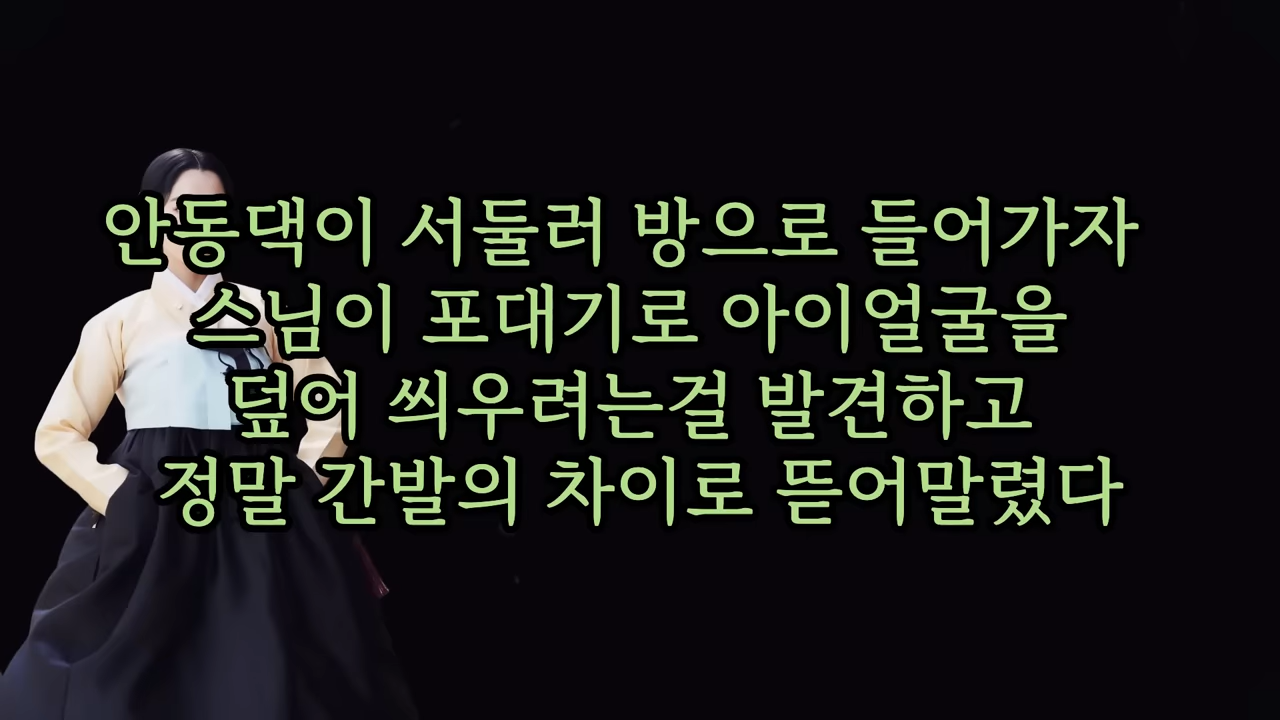 안동댁이 서둘러 방으로 들어가자
스님이 포대기로 아이얼굴을
덮어 씌우려는걸 발견하고
정말 간발의 차이로 뜯어말렸다